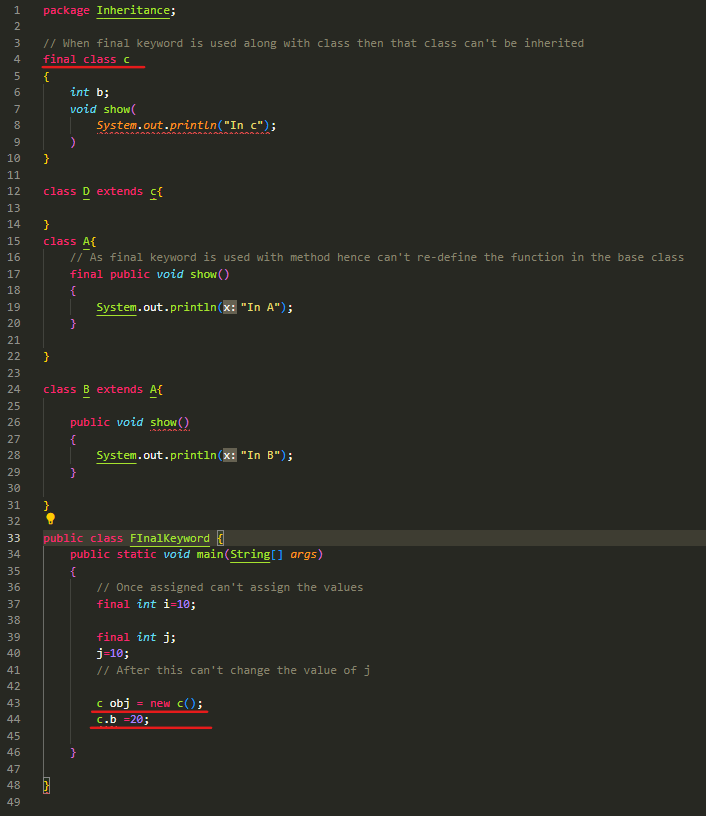 1 package Inheritance;
2
3 // When final keyword is used along with class then that class can't be inherited
4 final class c
5 {
6 int b;
7 void show(
8 System.out.println("In c");
9 )
10 }
11
12 class D extends c{
13
14 }
15 class A{
16 // As final keyword is used with method hence can't re-define the function in the base class
17 final public void show()
18 {
19 System.out.println(x: "In A");
20 }
21
22 }
23
24 class B extends A{
25
26 public void show()
27 {
28 System.out.println(x: "In B");
29 }
30
31 }
32
33 public class FInalKeyword {
34 public static void main(String[] args)
35 {
36 // Once assigned can't assign the values
37 final int i=10;
38
39 final int j;
40 j=10;
41 // After this can't change the value of j
42
43 c obj = new c();
44 c.b =20;
45
46 }
47
48 }
49